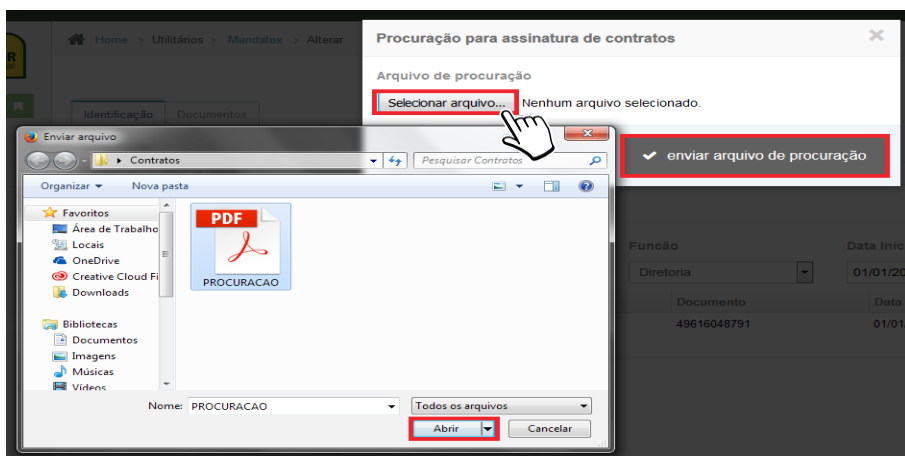 Home > Utilitários > Mandatos > Alterar
Procuração para assinatura de contratos
Arquivo de procuração
Selecionar arquivo... Nenhum arquivo selecionado.
enviar arquivo de procuração
R
Identificação Documentos
Enviar arquivo
Contratos
Pesquisar Contratos
Organizar Nova pasta
Favoritos
Área de Trabalho
Locais
OneDrive
Creative Cloud Fi
Downloads
Bibliotecas
Documentos
Imagens
Músicas
Vídeos
PDF
PROCURACAO
Nome: PROCURACAO
Todos os arquivos
Abrir
Cancelar
Funcão Data Iníc
Diretoria 01/01/20
Documento Data
49616048791 01/01